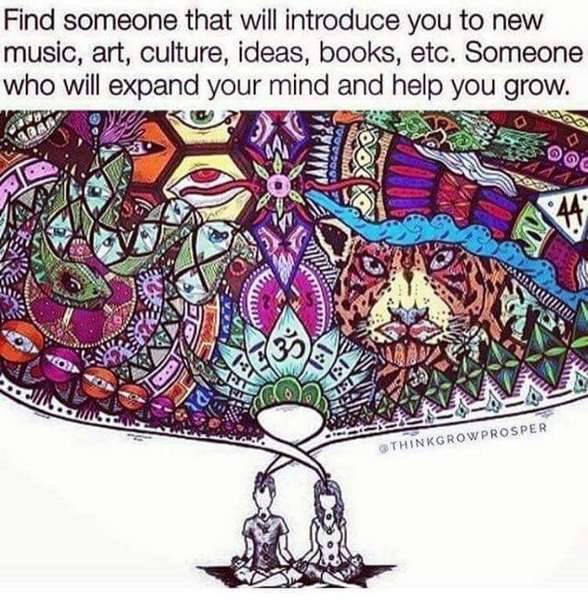 Find someone that will introduce you to new
music, art, culture, ideas, books, etc. Someone
who will expand your mind and help you grow.
44
ॐ
@THINKGROWPROSPER